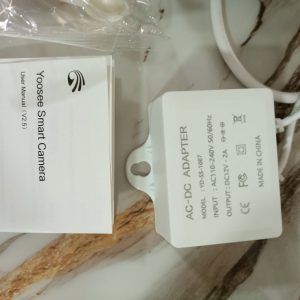 Yoosee Smart Camera
User Manual (V2.5)
AC-DC ADAPTER
MODEL: YD-SS-1007
INPUT: AC110-240V 50/60Hz
OUTPUT: DC12V - 2A
MADE IN CHINA